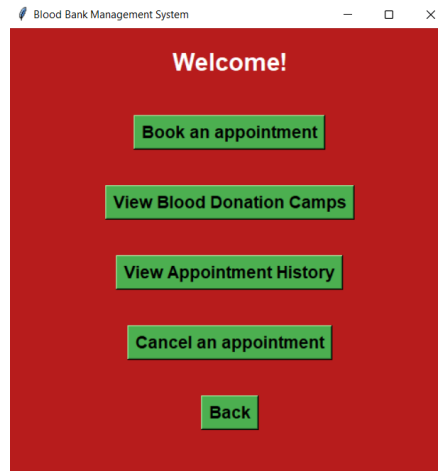 Blood Bank Management System
Welcome!
Book an appointment
View Blood Donation Camps
View Appointment History
Cancel an appointment
Back